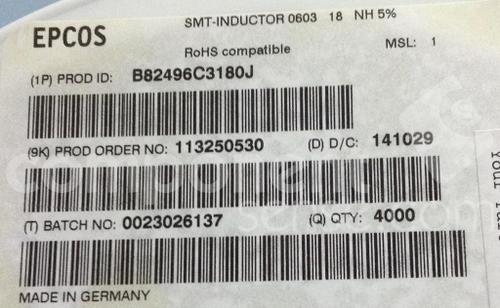 EPCOS
SMT-INDUCTOR 0603 18 NH 5%
RoHS compatible MSL: 1
(1P) PROD ID: B82496C3180J
(9K) PROD ORDER NO: 113250530 (D) D/C: 141029
(T) BATCH NO: 0023026137 (Q) QTY: 4000
MADE IN GERMANY
Your